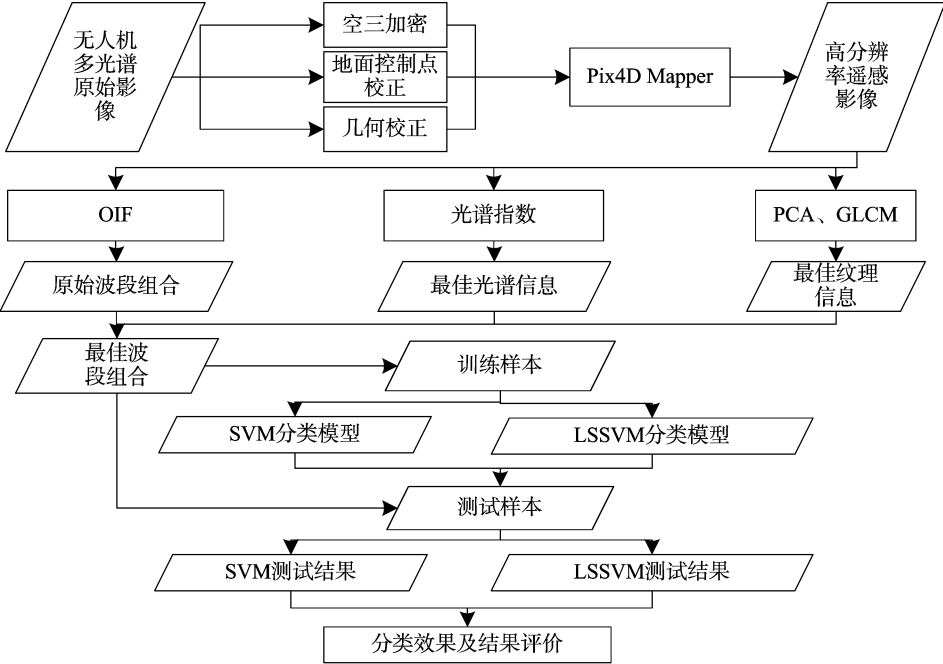 无人机
多光谱
原始影
像
空三加密
地面控制点
校正
几何校正
Pix4D Mapper
高分辨
率遥感
影像
OIF
光谱指数
PCA、GLCM
原始波段组合
最佳光谱信息
最佳纹理
信息
最佳波
段组合
训练样本
SVM分类模型
LSSVM分类模型
测试样本
SVM测试结果
LSSVM测试结果
分类效果及结果评价